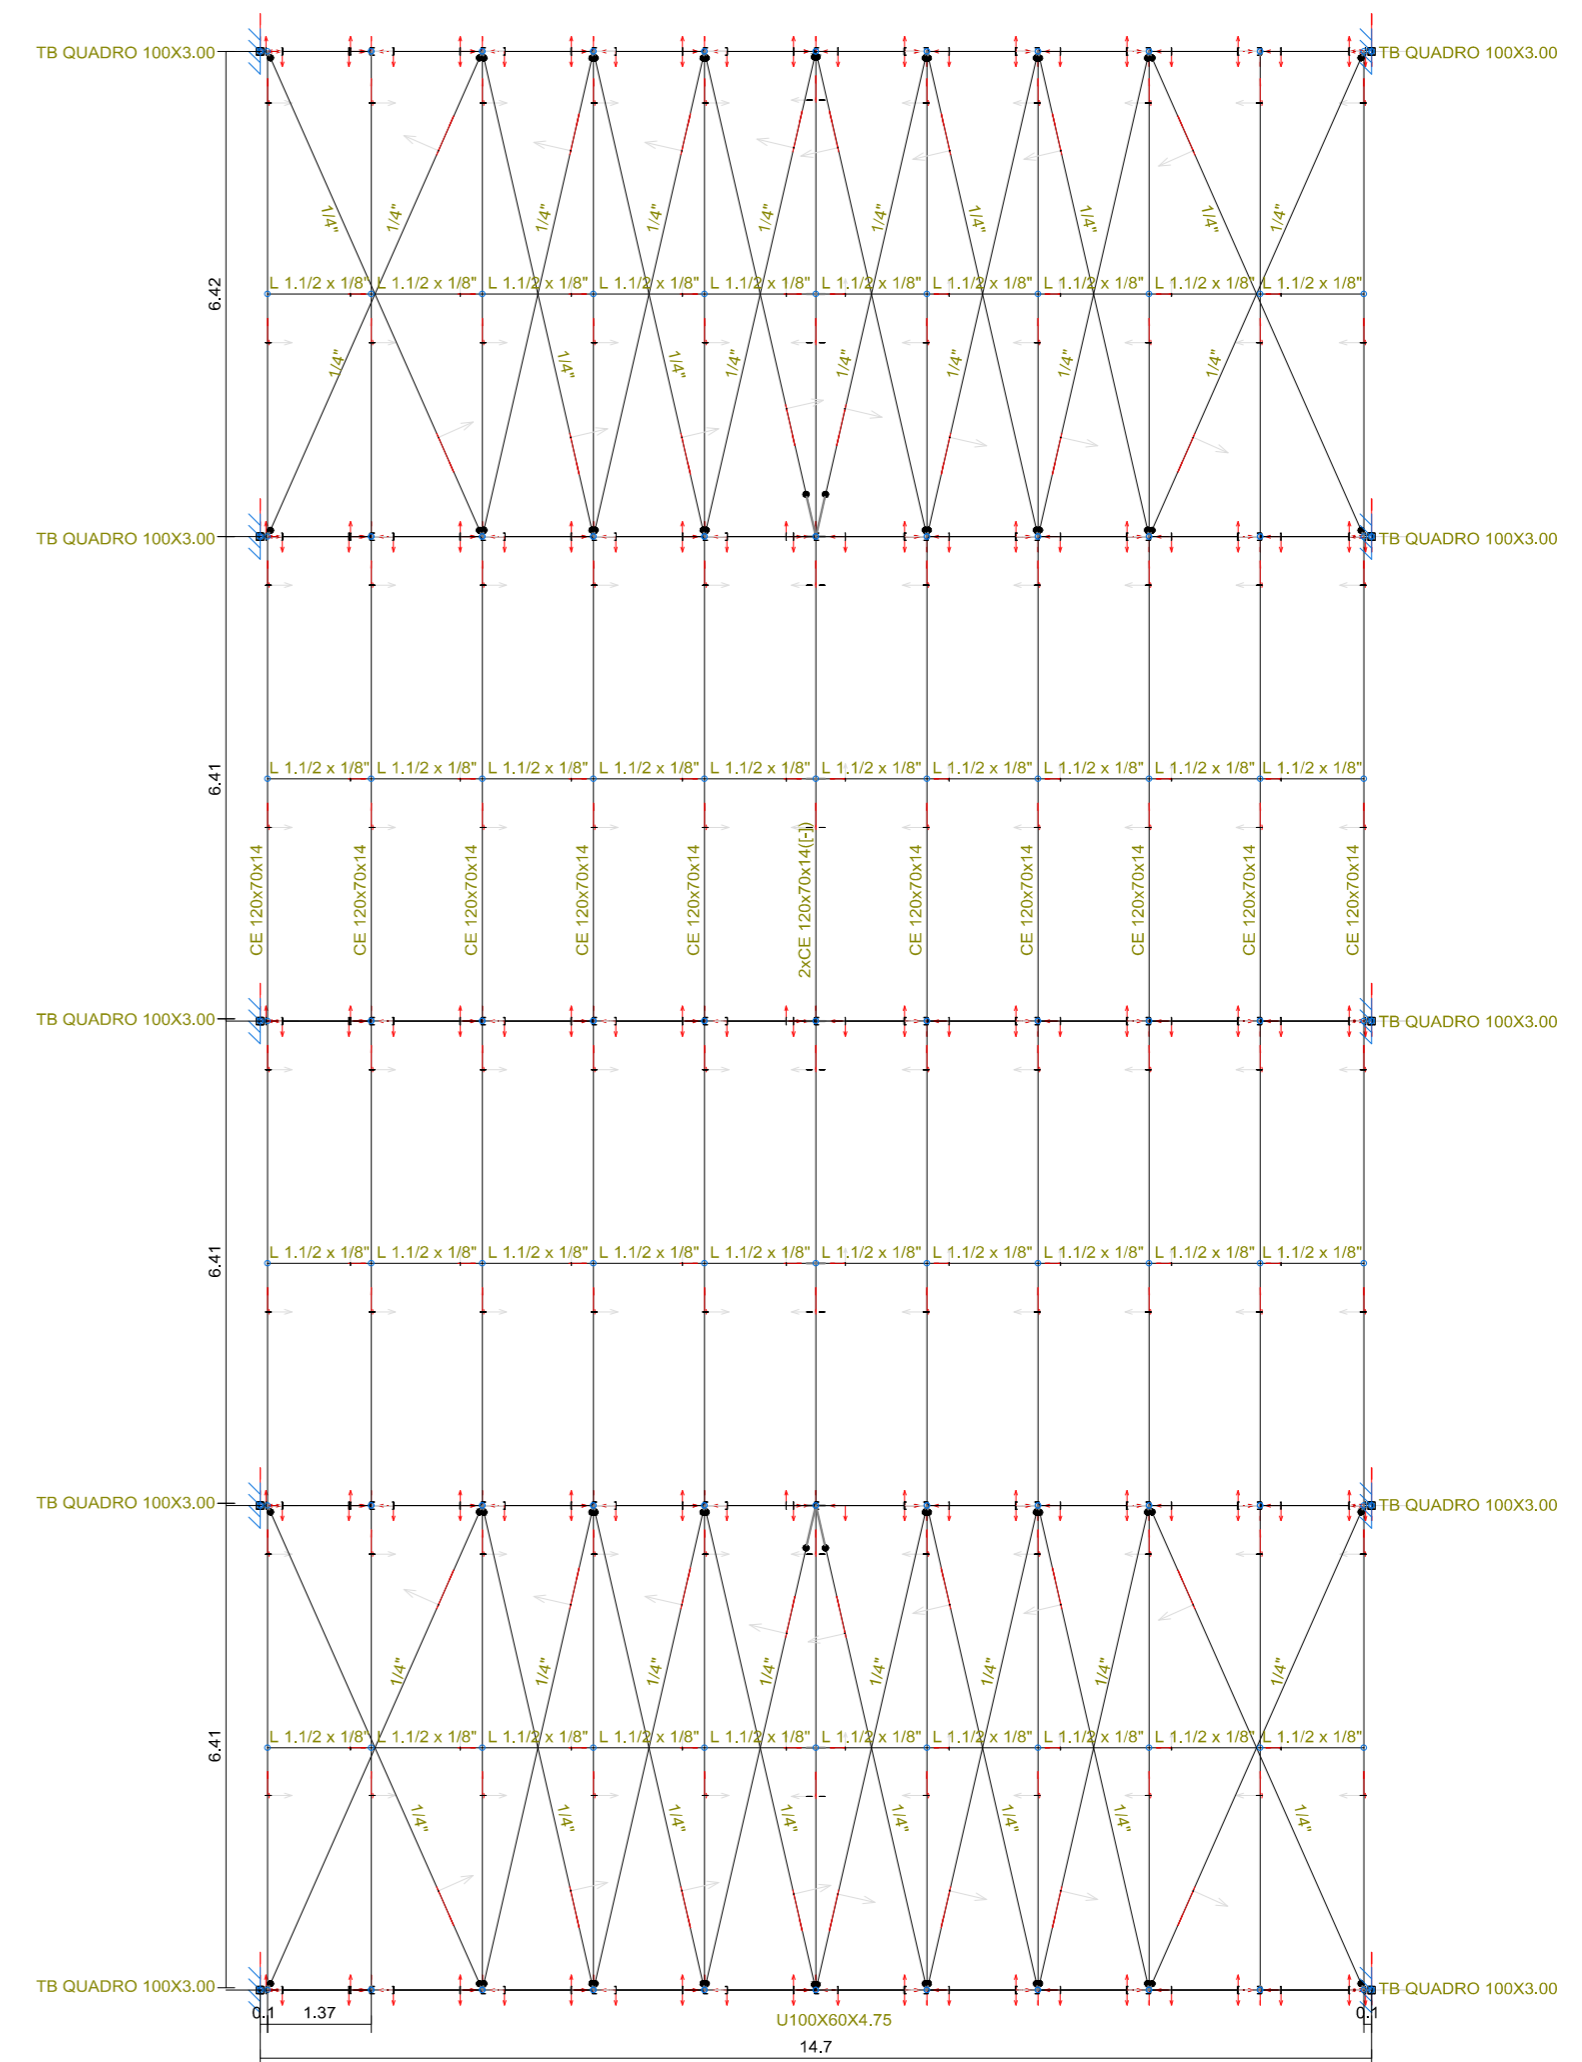 TB QUADRO 100X3.00 TB QUADRO 100X3.00
1/4" 1/4" 1/4" 1/4" 1/4" 1/4" 1/4" 1/4" 1/4" 1/4"
6.42
L 1.1/2 x 1/8" L 1.1/2 x 1/8" L 1.1/2 x 1/8" L 1.1/2 x 1/8" L 1.1/2 x 1/8" L 1.1/2 x 1/8" L 1.1/2 x 1/8" L 1.1/2 x 1/8" L 1.1/2 x 1/8" L 1.1/2 x 1/8"
1/4" 1/4" 1/4" 1/4" 1/4" 1/4" 1/4" 1/4"
TB QUADRO 100X3.00 TB QUADRO 100X3.00
6.41
L 1.1/2 x 1/8" L 1.1/2 x 1/8" L 1.1/2 x 1/8" L 1.1/2 x 1/8" L 1.1/2 x 1/8" L 1.1/2 x 1/8" L 1.1/2 x 1/8" L 1.1/2 x 1/8" L 1.1/2 x 1/8" L 1.1/2 x 1/8"
CE 120x70x14
CE 120x70x14
CE 120x70x14
CE 120x70x14
CE 120x70x14
2xCE 120x70x14([-])
CE 120x70x14
CE 120x70x14
CE 120x70x14
CE 120x70x14
CE 120x70x14
TB QUADRO 100X3.00 TB QUADRO 100X3.00
6.41
L 1.1/2 x 1/8" L 1.1/2 x 1/8" L 1.1/2 x 1/8" L 1.1/2 x 1/8" L 1.1/2 x 1/8" L 1.1/2 x 1/8" L 1.1/2 x 1/8" L 1.1/2 x 1/8" L 1.1/2 x 1/8" L 1.1/2 x 1/8"
TB QUADRO 100X3.00 TB QUADRO 100X3.00
1/4" 1/4" 1/4" 1/4" 1/4" 1/4" 1/4" 1/4"
6.41
L 1.1/2 x 1/8" L 1.1/2 x 1/8" L 1.1/2 x 1/8" L 1.1/2 x 1/8" L 1.1/2 x 1/8" L 1.1/2 x 1/8" L 1.1/2 x 1/8" L 1.1/2 x 1/8" L 1.1/2 x 1/8" L 1.1/2 x 1/8"
1/4" 1/4" 1/4" 1/4" 1/4" 1/4" 1/4" 1/4"
TB QUADRO 100X3.00 TB QUADRO 100X3.00
0.1 1.37 0.1
U100X60X4.75
14.7